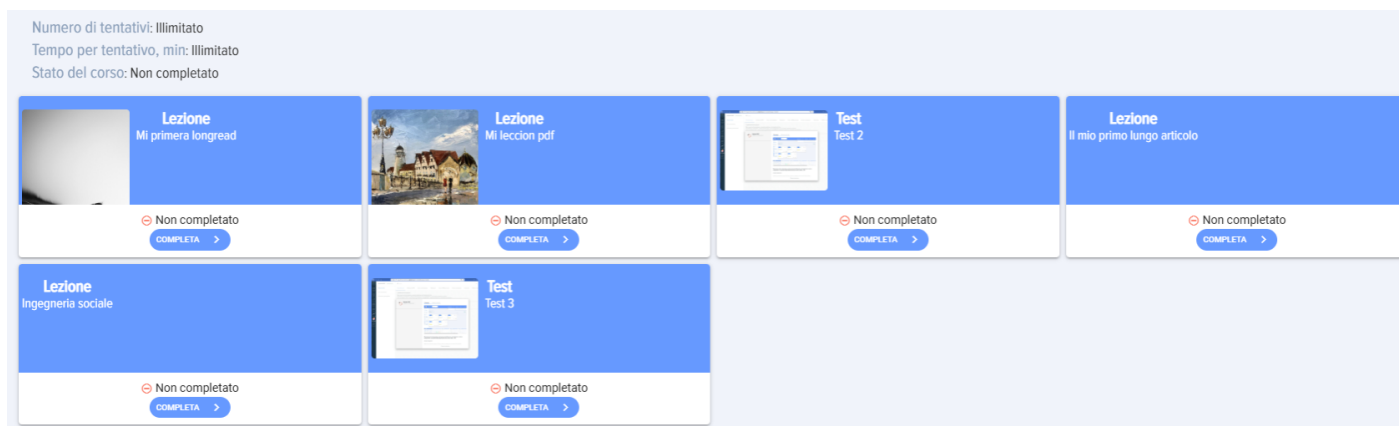 Numero di tentativi: Illimitato
Tempo per tentativo, min: Illimitato
Stato del corso: Non completato
Lezione
Mi primera longread
Non completato
COMPLETA
Lezione
Mi leccion pdf
Non completato
COMPLETA
Test
Test 2
Non completato
COMPLETA
Lezione
Il mio primo lungo articolo
Non completato
COMPLETA
Lezione
Ingegneria sociale
Non completato
COMPLETA
Test
Test 3
Non completato
COMPLETA